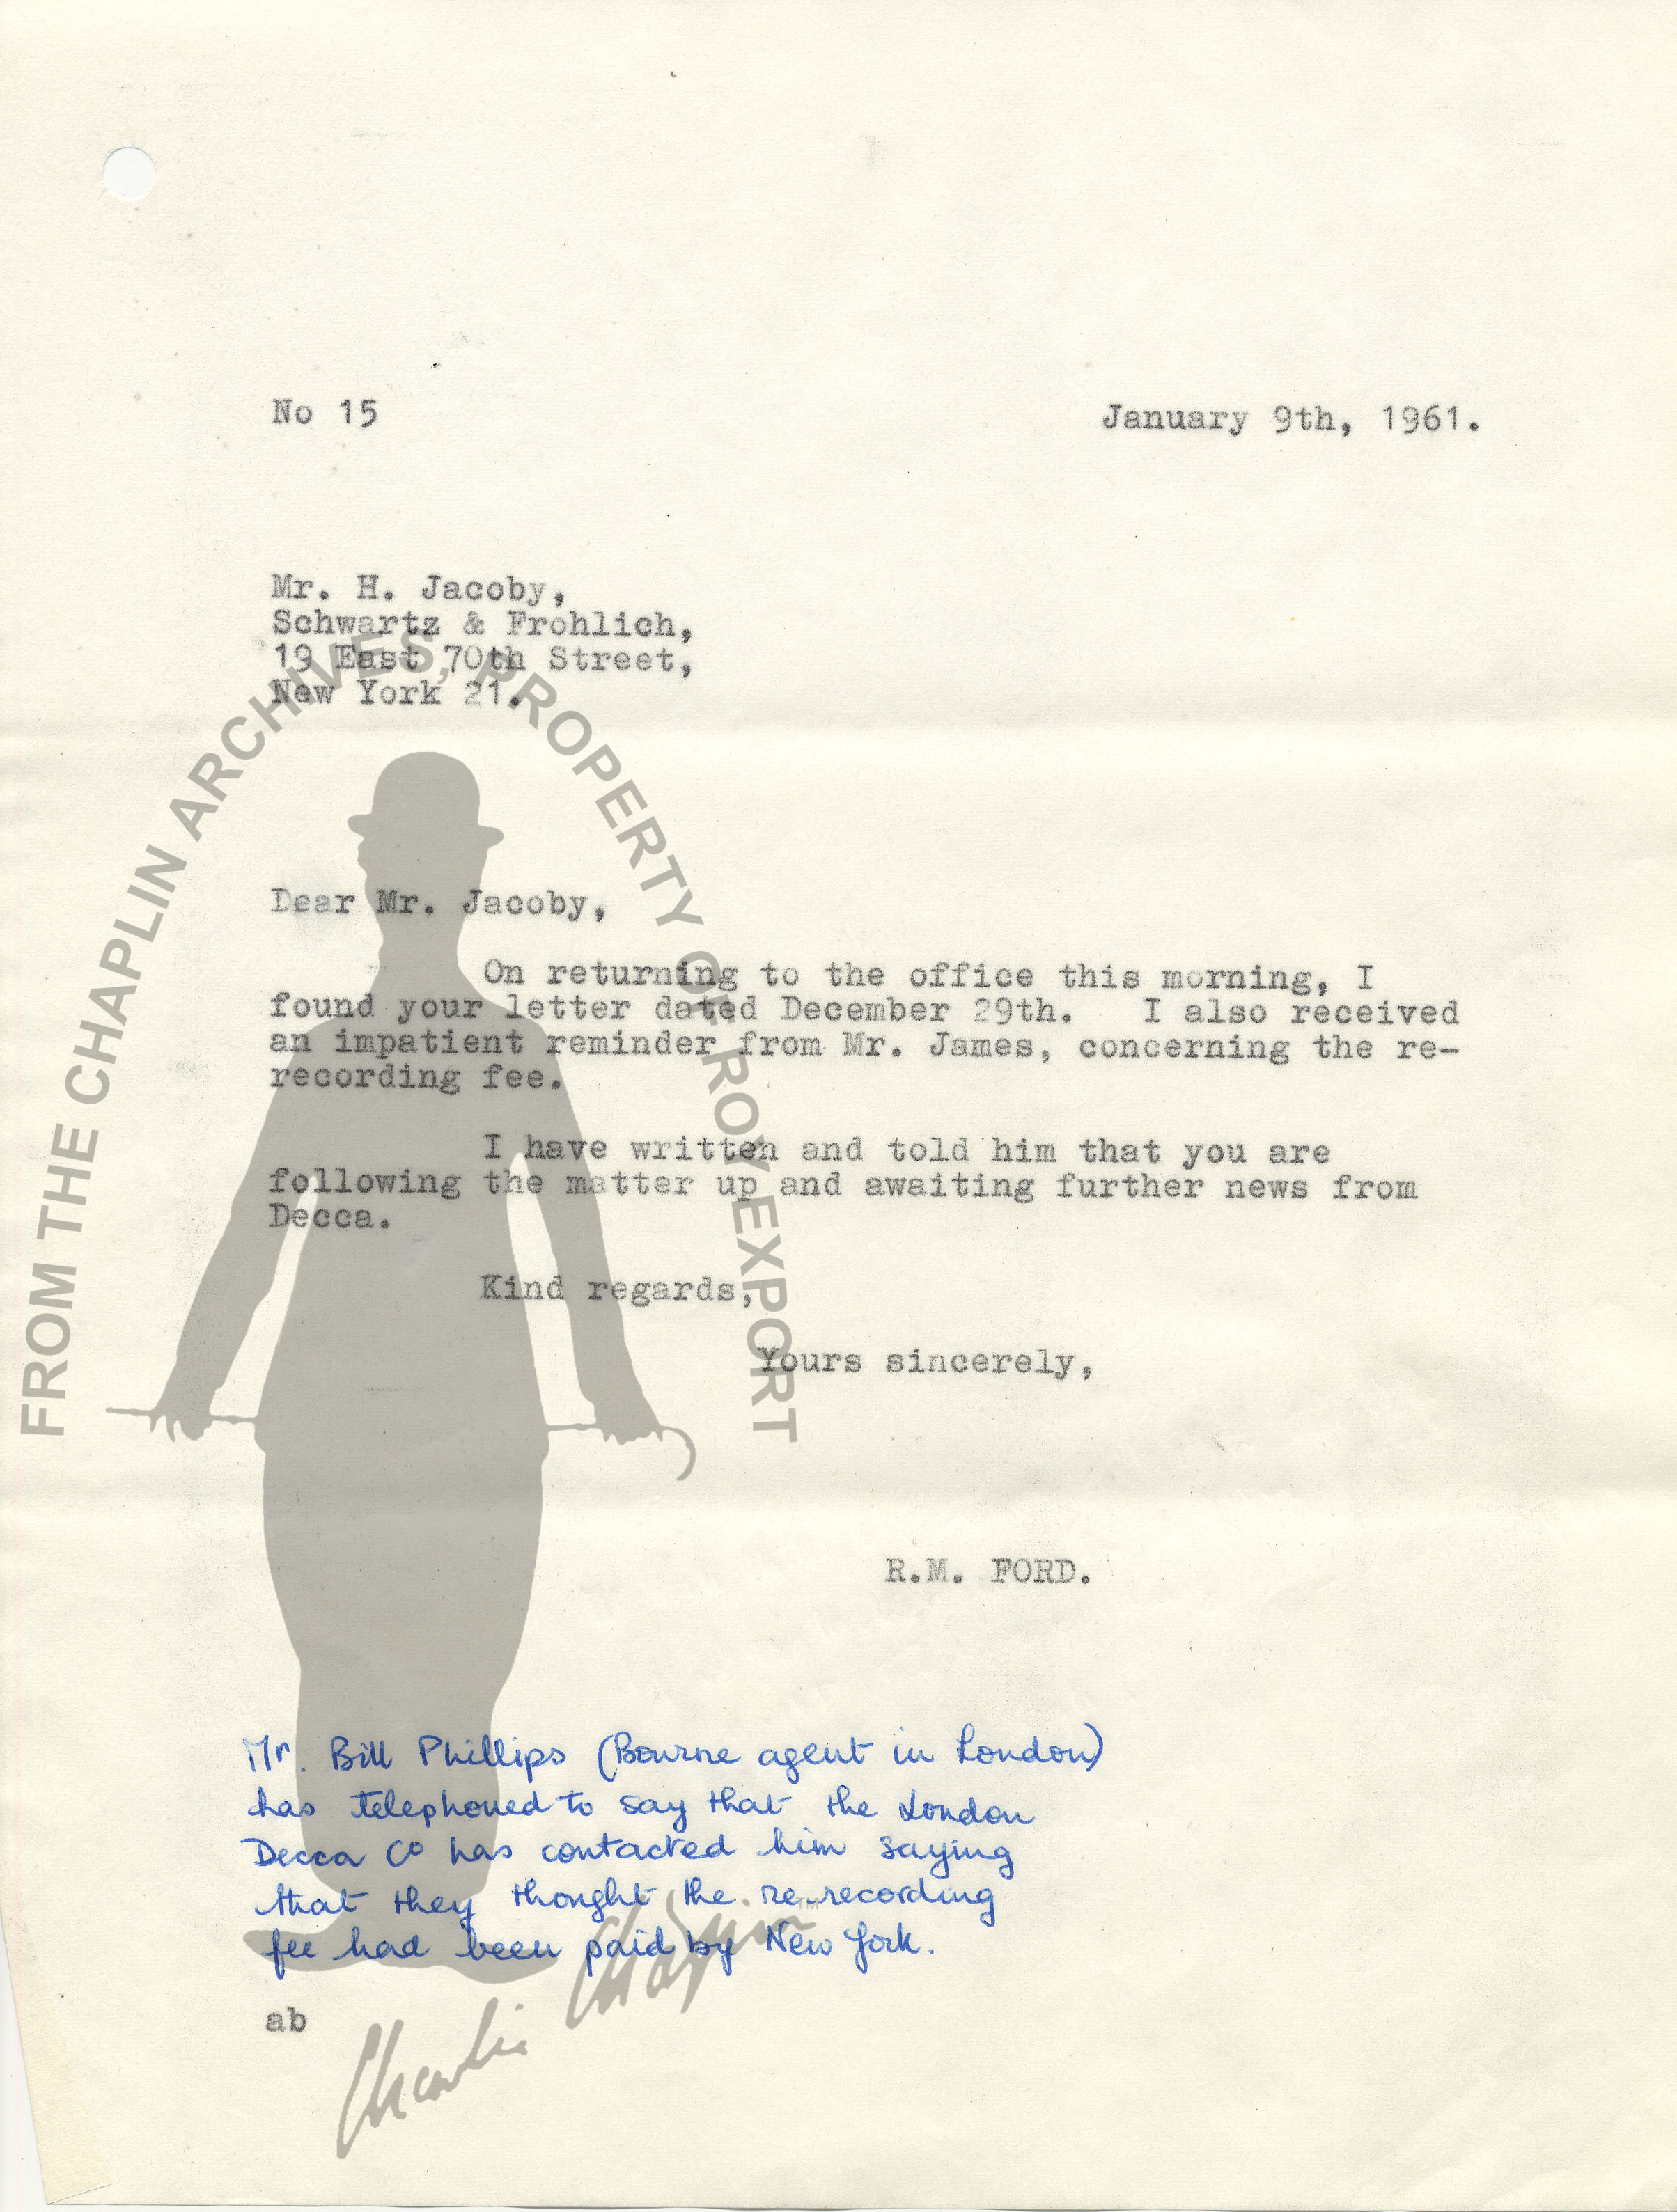 No 15
January 9th, 1961.
Mr. H. Jacoby,
Schwartz & Frohlich,
19 East 70th Street,
New York 21.
Dear Mr. Jacoby,
On returning to the office this morning, I
found your letter dated December 29th. I also received
an impatient reminder from Mr. James, concerning the re-
recording fee.
I have written and told him that you are
following the matter up and awaiting further news from
Decca.
Kind regards,
Yours sincerely,
R.M. FORD.
Mr. Bill Phillips (Bourne agent in London)
has telephoned to say that the London
Decca Co has contacted him saying
that they thought the re-recording
fee had been paid by New York.
ab
FROM THE CHAPLIN ARCHIVES, PROPERTY OF ROY EXPORT
Charlie Chaplin TM